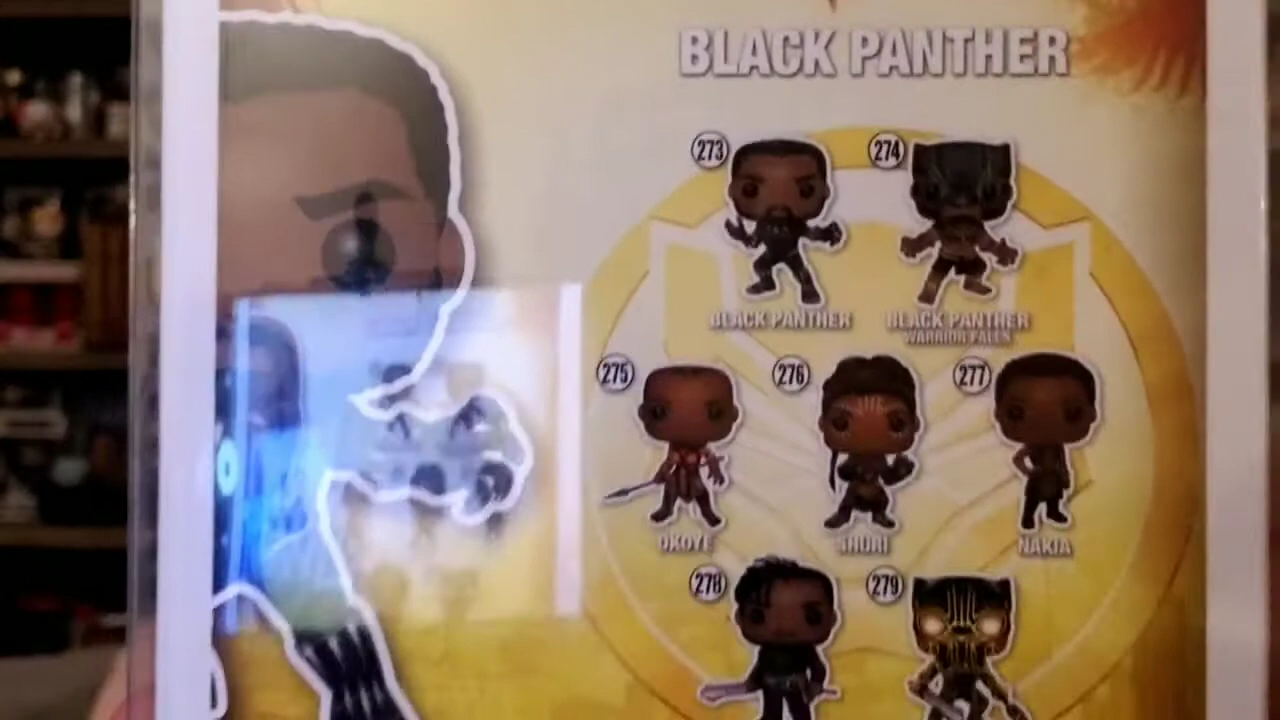 BLACK PANTHER
273
274
BLACK PANTHER
BLACK PANTHER
WARRIOR FALLS
275
276
277
OKOYE
SHURI
NAKIA
278
279